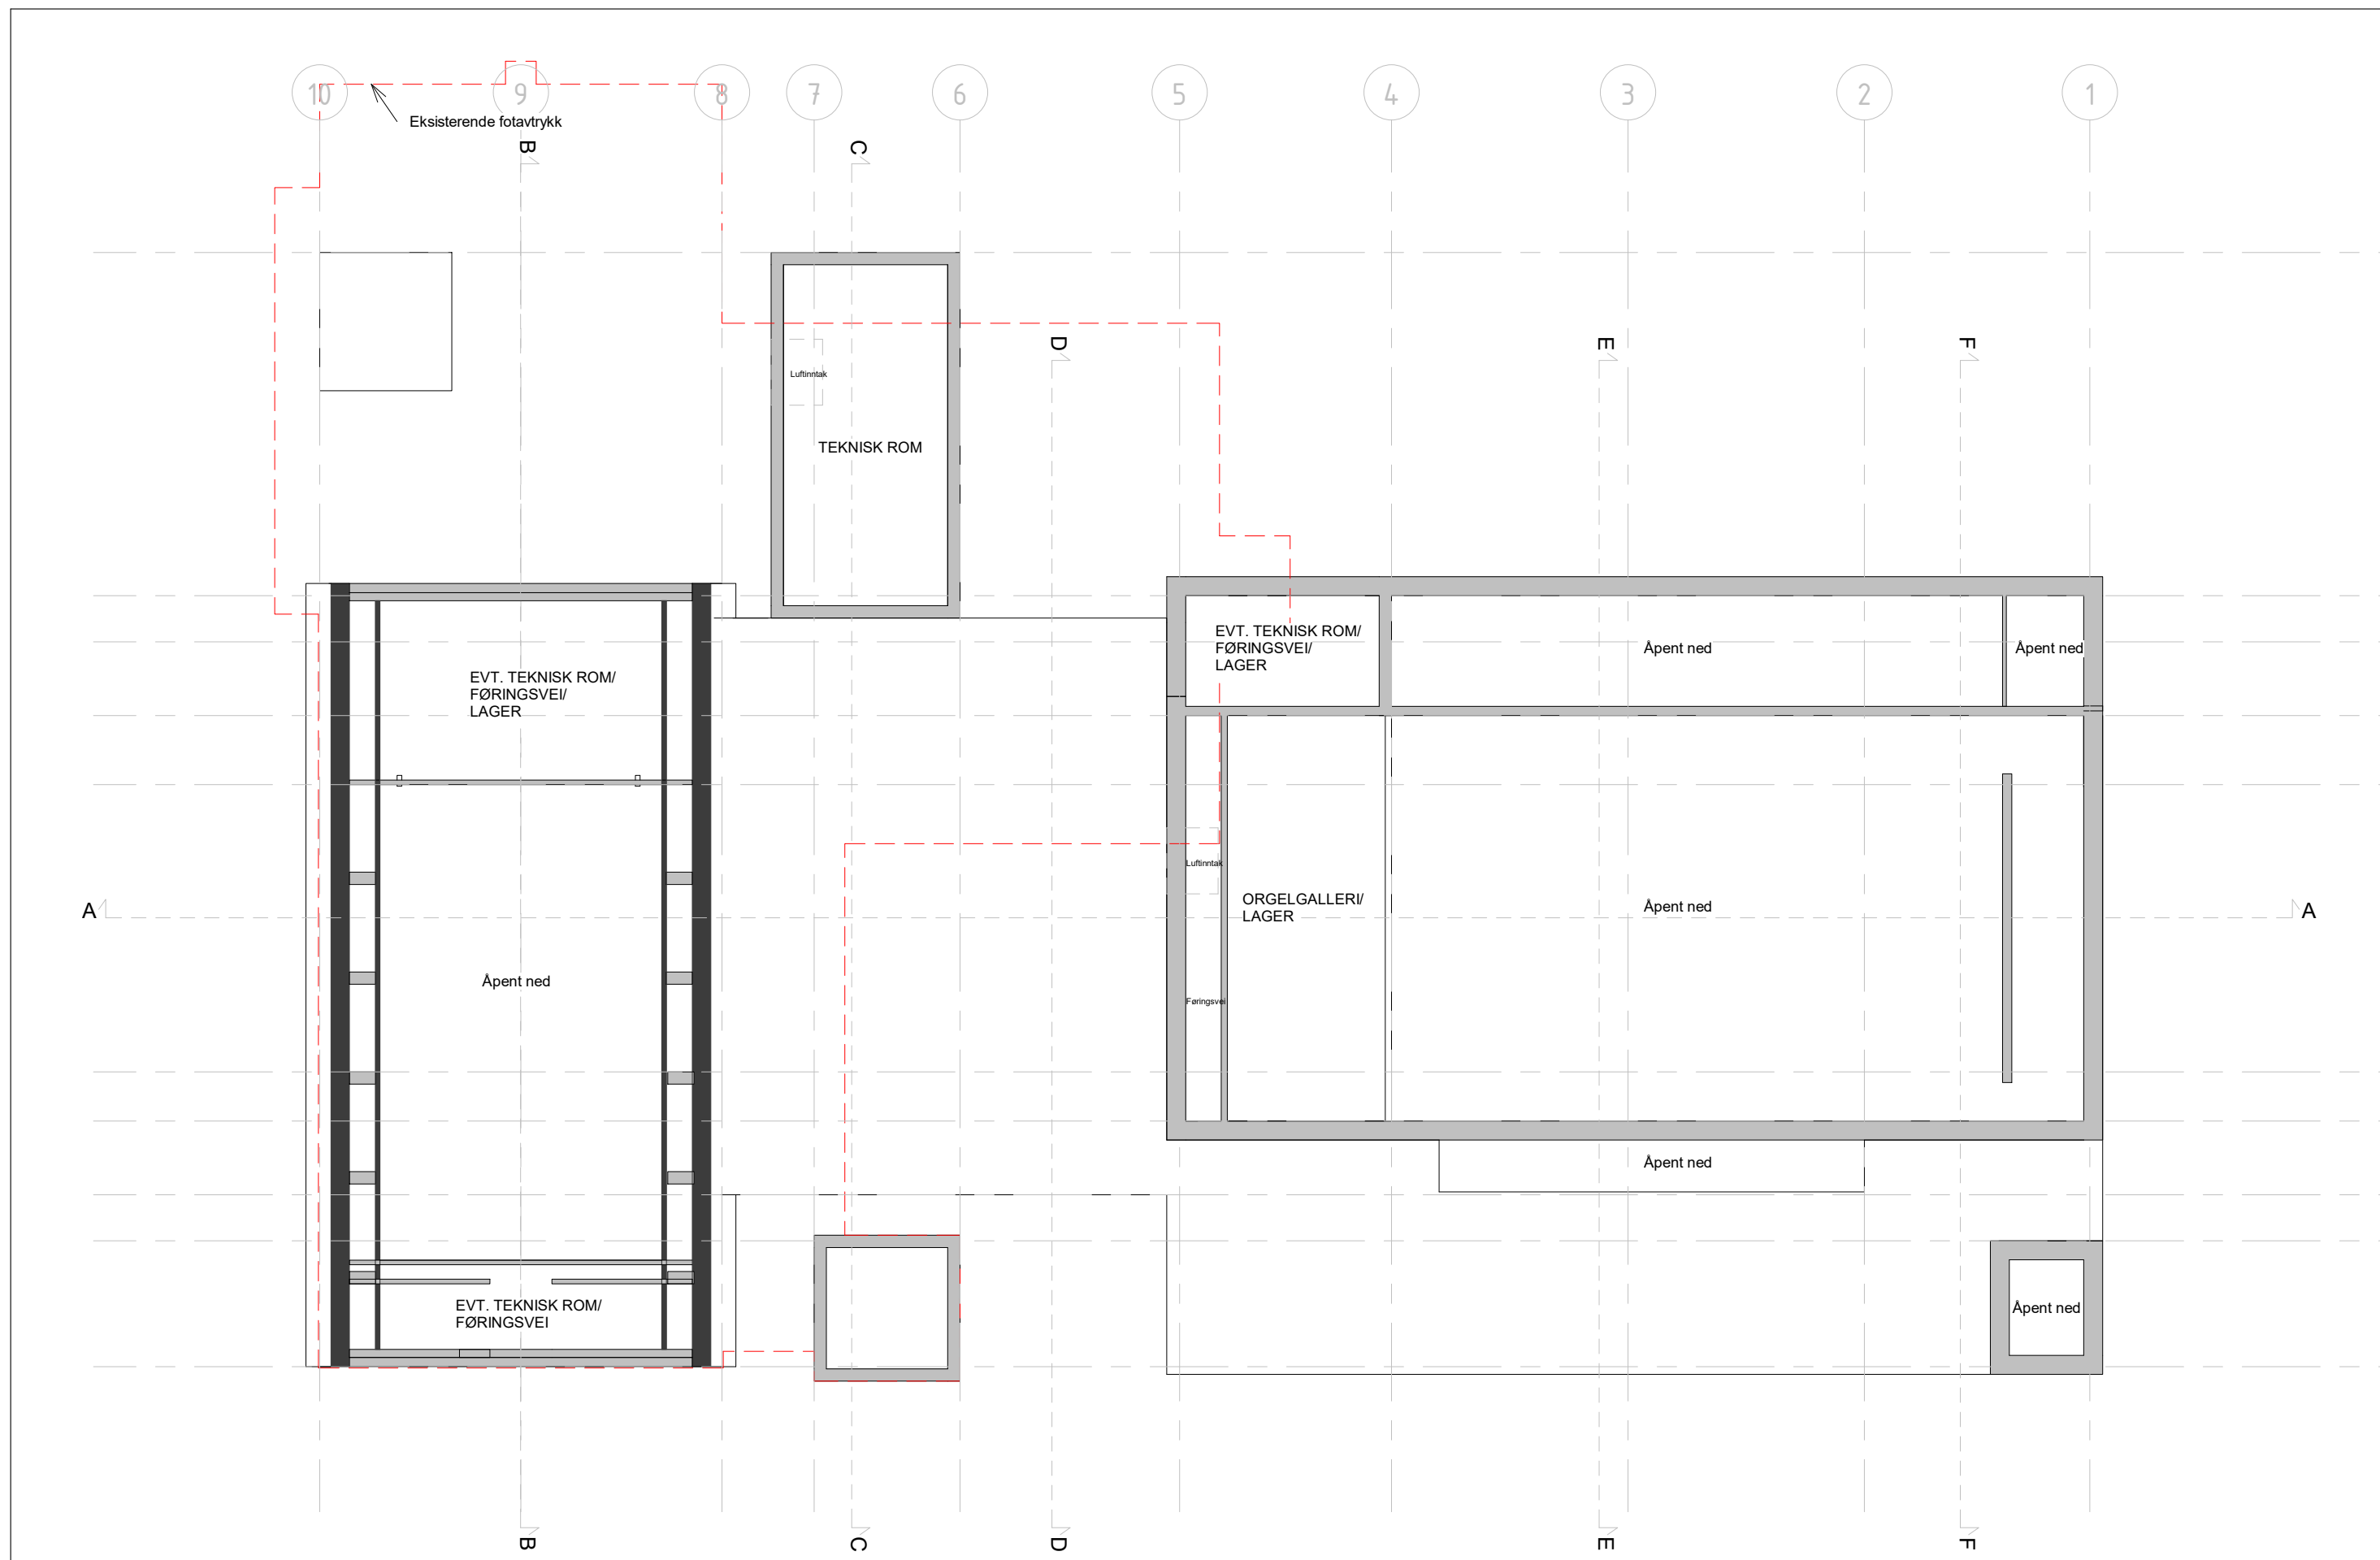 10 9 8 7 6 5 4 3 2 1
Eksisterende fotavtrykk
B C
D E F
Luftinntak
TEKNISK ROM
EVT. TEKNISK ROM/
FØRINGSVEI/
LAGER
Åpent ned
Åpent ned
EVT. TEKNISK ROM/
FØRINGSVEI/
LAGER
Luftinntak
ORGELGALLERI/
LAGER
Åpent ned
A A
Åpent ned
Føringsvei
Åpent ned
EVT. TEKNISK ROM/
FØRINGSVEI
Åpent ned
B C D E F